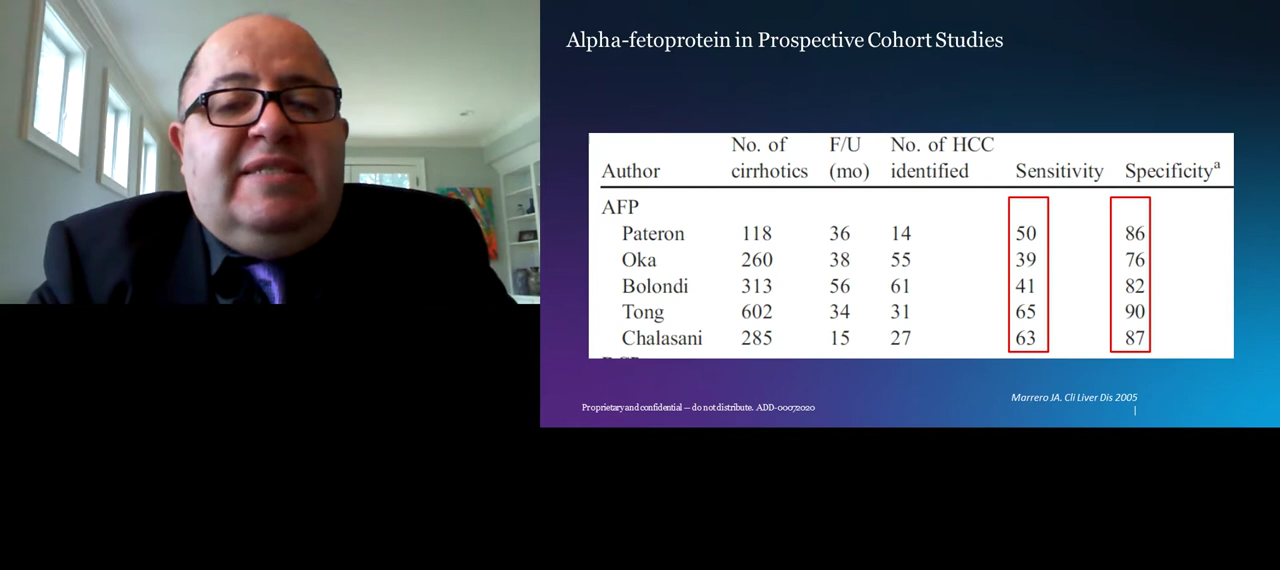 Alpha-fetoprotein in Prospective Cohort Studies
No. of F/U No. of HCC
Author cirrhotics (mo) identified Sensitivity Specificitya
AFP
Pateron 118 36 14 50 86
Oka 260 38 55 39 76
Bolondi 313 56 61 41 82
Tong 602 34 31 65 90
Chalasani 285 15 27 63 87
Marrero JA. Cli Liver Dis 2005
Proprietary and confidential — do not distribute. ADD-00072020
|